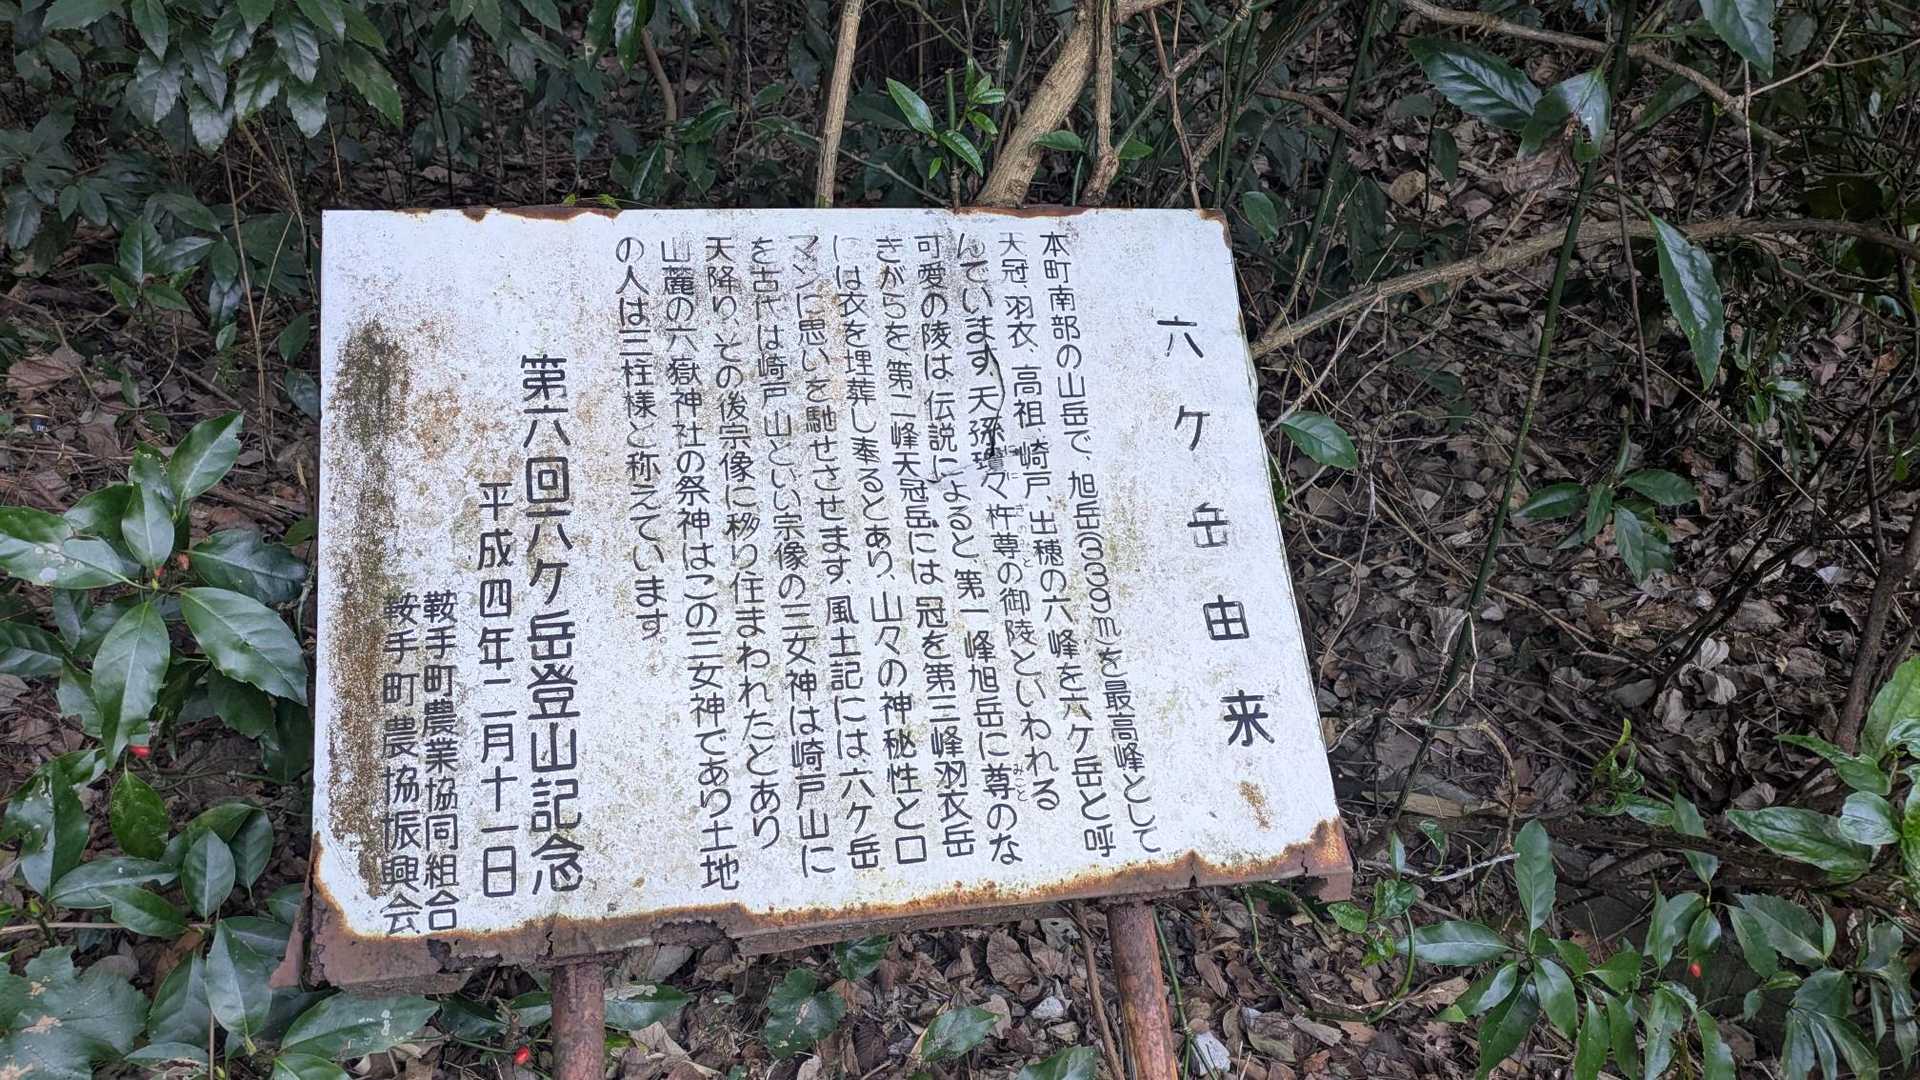 六ケ岳由来
本町南部の山岳で、旭岳(339mを最高峰として
天冠、羽衣、高祖、崎戸、出穂の六峰を六ケ岳と呼
んでいます。天孫瓊々杵尊の御陵といわれる
可愛の陵は、伝説によると、第一峰旭岳に尊のな
きがらを、第二峰天冠岳には、冠を第三峰羽衣岳
には衣を埋葬し奉るとあり、山々の神秘性とロ
マンに思いを馳せさせます。風土記には、六ケ岳
を古代は崎戸山といい宗像の三女神は崎戸山に
天降り、その後宗像に移り住まわれたとあり
山麓の六嶽神社の祭神はこの三女神であり土地
の人は三柱様と称えています。
第六回六ケ岳登山記念
平成四年二月十一日
鞍手町農業協同組合
鞍手町農協振興会